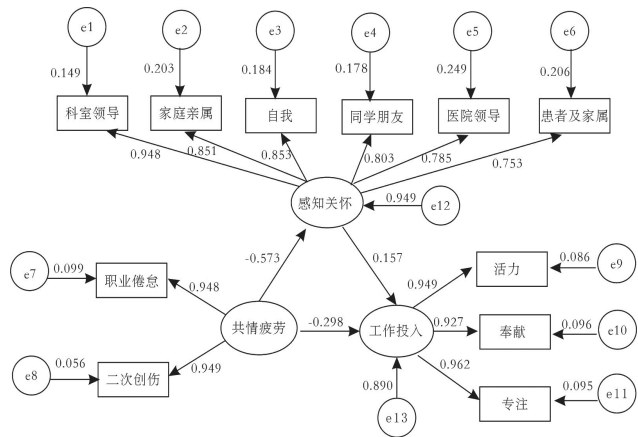 e1
e2
e3
e4
e5
e6
0.149
0.203
0.184
0.178
0.249
0.206
科室领导
家庭亲属
自我
同学朋友
医院领导
患者及家属
0.948
0.851
0.853
0.803
0.785
0.753
感知关怀
0.949
e12
e7
0.099
职业倦怠
-0.573
0.157
活力
0.086
e9
0.948
0.949
共情疲劳
-0.298
工作投入
0.927
奉献
0.096
e10
e8
0.056
二次创伤
0.949
0.962
0.890
e13
专注
0.095
e11